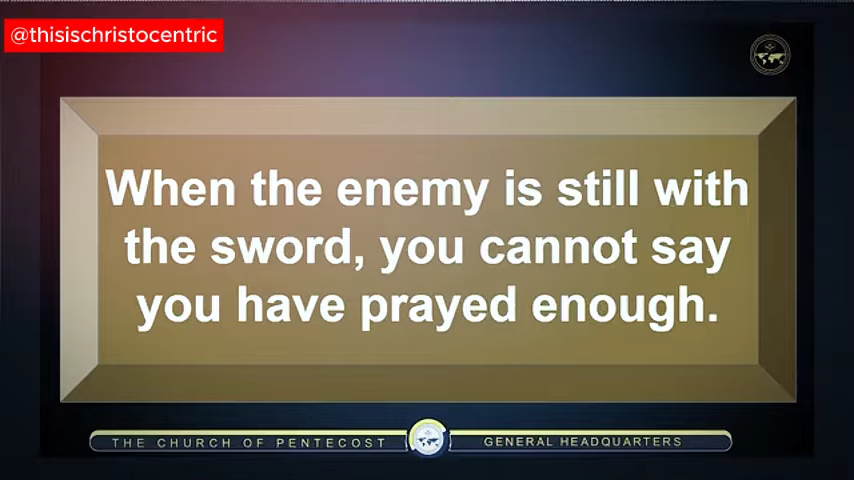 @thisischristocentric
When the enemy is still with
the sword, you cannot say
you have prayed enough.
THE CHURCH OF PENTECOST GENERAL HEADQUARTERS